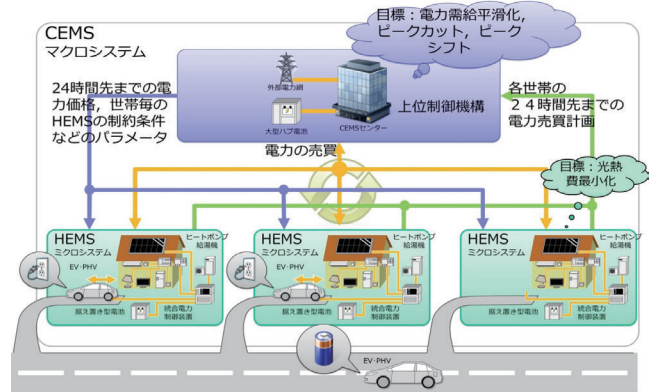 CEMS
マクロシステム
目標：電力需給平滑化，
ピークカット，ピーク
シフト
24時間先までの電
力価格，世帯毎の
HEMSの制約条件
などのパラメータ
外部電力網
大型ハブ電池
CEMSセンター
上位制御機構
各世帯の
２４時間先までの
電力売買計画
電力の売買
目標：光熱
費最小化
HEMS
ミクロシステム
ヒートポンプ
給湯機
EV･PHV
据え置き型電池
統合電力
制御装置
HEMS
ミクロシステム
ヒートポンプ
給湯機
EV･PHV
据え置き型電池
統合電力
制御装置
HEMS
ミクロシステム
ヒートポンプ
給湯機
据え置き型電池
統合電力
制御装置
EV･PHV